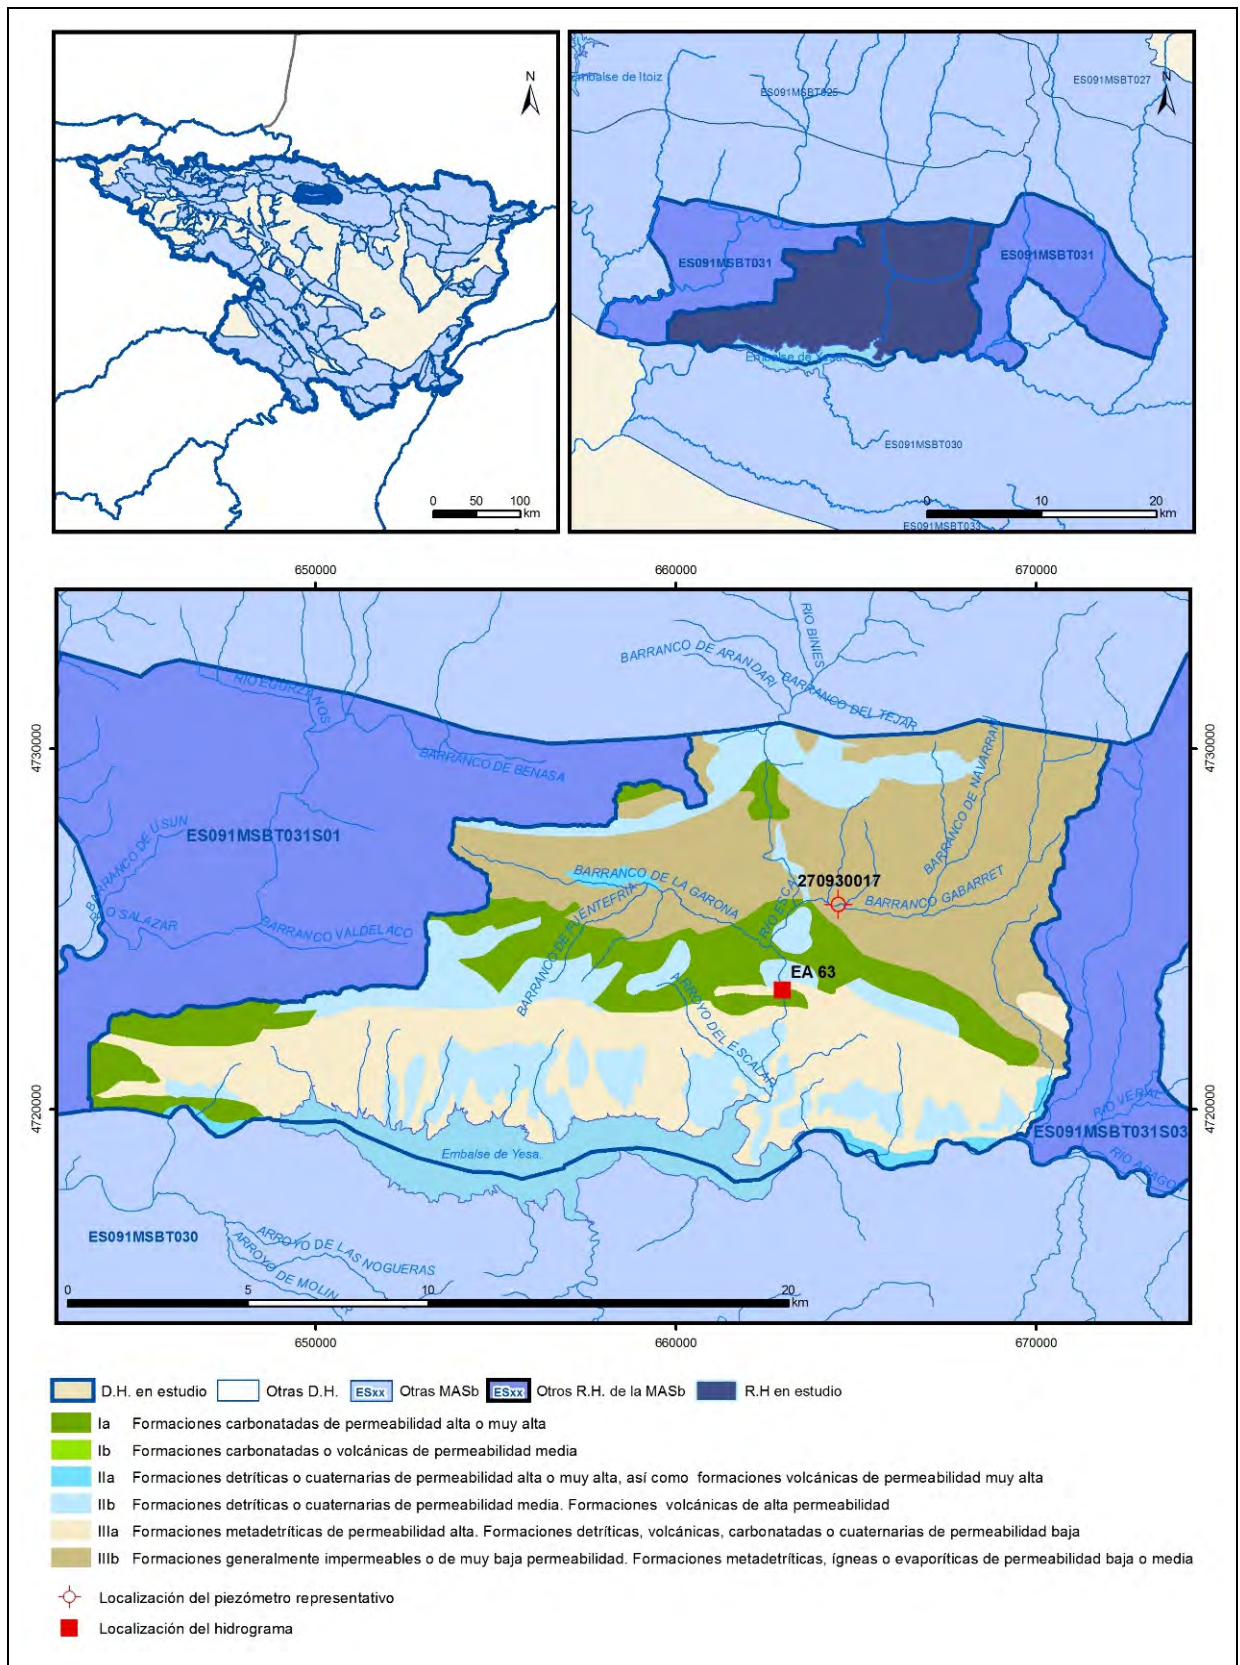 N
0 50 100
km
Embalse de Itoiz
ES091MSBT025
ES091MSBT027
N
ES091MSBT031
ES091MSBT031
Embalse de Yesa.
ES091MSBT030
0 10 20
km
ES091MSBT033
650000 660000 670000
4730000
4730000
4720000
4720000
RIO BINIES
BARRANCO DE ARANDARI
BARRANCO DEL TEJAR
RIO EGURZANOS
BARRANCO DE BENASA
BARRANCO DE NAVARRAN
ES091MSBT031S01
BARRANCO DE USUN
RIO SALAZAR
BARRANCO VALDELACO
BARRANCO DE LA GARONA
BARRANCO DE FUENTEFRIA
RIO ESCA
270930017
BARRANCO GABARRET
EA 63
ARROYO DEL ESCALAR
Embalse de Yesa.
RIO VERAL
ES091MSBT031S03
RIO ARAGON
ES091MSBT030
ARROYO DE LAS NOGUERAS
ARROYO DE MOLINAR
0 5 10 20
km
650000 660000 670000
D.H. en estudio Otras D.H. ESxx Otras MASb ESxx Otros R.H. de la MASb R.H en estudio
Ia Formaciones carbonatadas de permeabilidad alta o muy alta
Ib Formaciones carbonatadas o volcánicas de permeabilidad media
IIa Formaciones detríticas o cuaternarias de permeabilidad alta o muy alta, así como formaciones volcánicas de permeabilidad muy alta
IIb Formaciones detríticas o cuaternarias de permeabilidad media. Formaciones volcánicas de alta permeabilidad
IIIa Formaciones metadetríticas de permeabilidad alta. Formaciones detríticas, volcánicas, carbonatadas o cuaternarias de permeabilidad baja
IIIb Formaciones generalmente impermeables o de muy baja permeabilidad. Formaciones metadetríticas, ígneas o evaporíticas de permeabilidad baja o media
Localización del piezómetro representativo
Localización del hidrograma